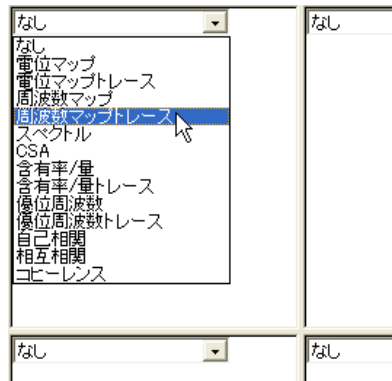 なし
なし
なし
電位マップ
電位マップトレース
周波数マップ
周波数マップトレース
スペクトル
CSA
含有率/量
含有率/量トレース
優位周波数
優位周波数トレース
自己相関
相互相関
コヒーレンス
なし
なし